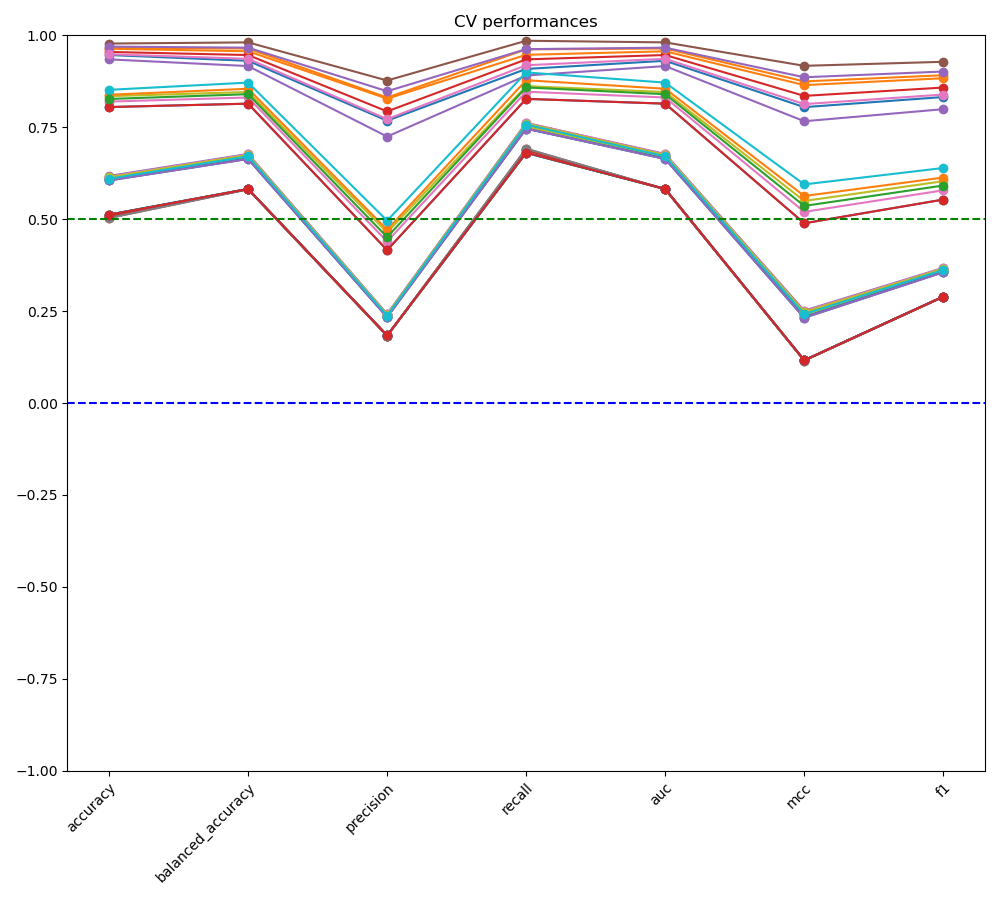 CV performances
1.00
0.75
0.50
0.25
0.00
−0.25
−0.50
−0.75
−1.00
accuracy
balanced_accuracy
precision
recall
auc
mcc
f1